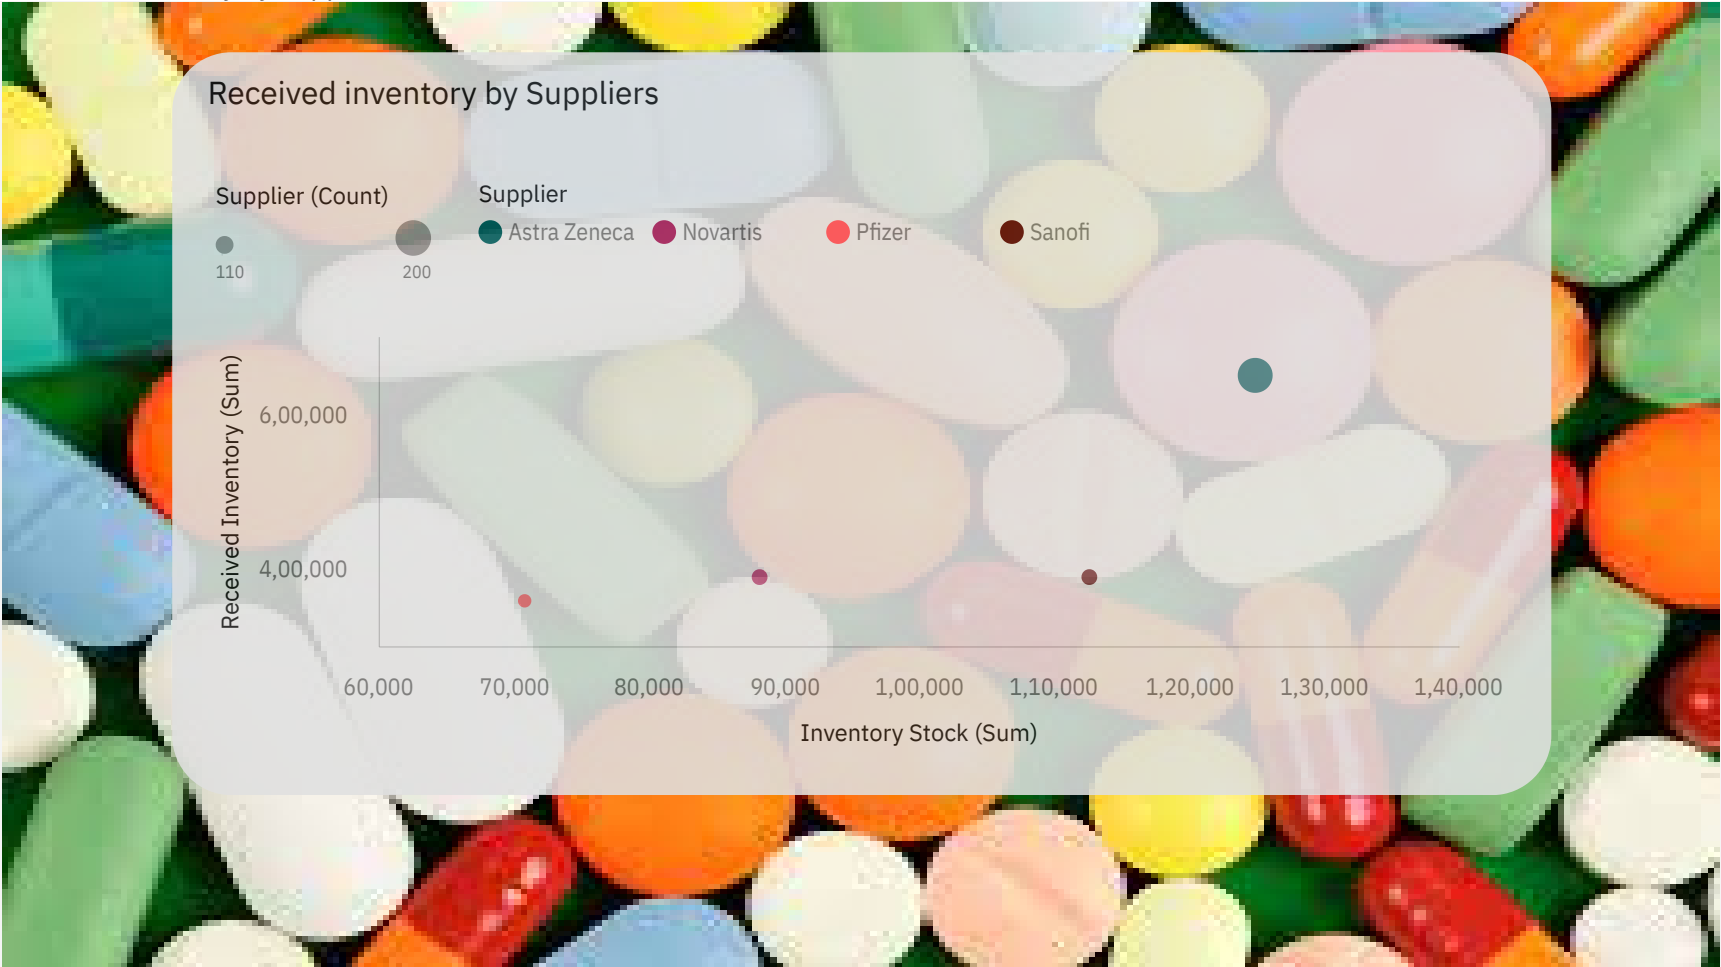 Received inventory by Suppliers
Supplier (Count)
110
200
Supplier
Astra Zeneca
Novartis
Pfizer
Sanofi
Received Inventory (Sum)
6,00,000
4,00,000
60,000
70,000
80,000
90,000
1,00,000
1,10,000
1,20,000
1,30,000
1,40,000
Inventory Stock (Sum)